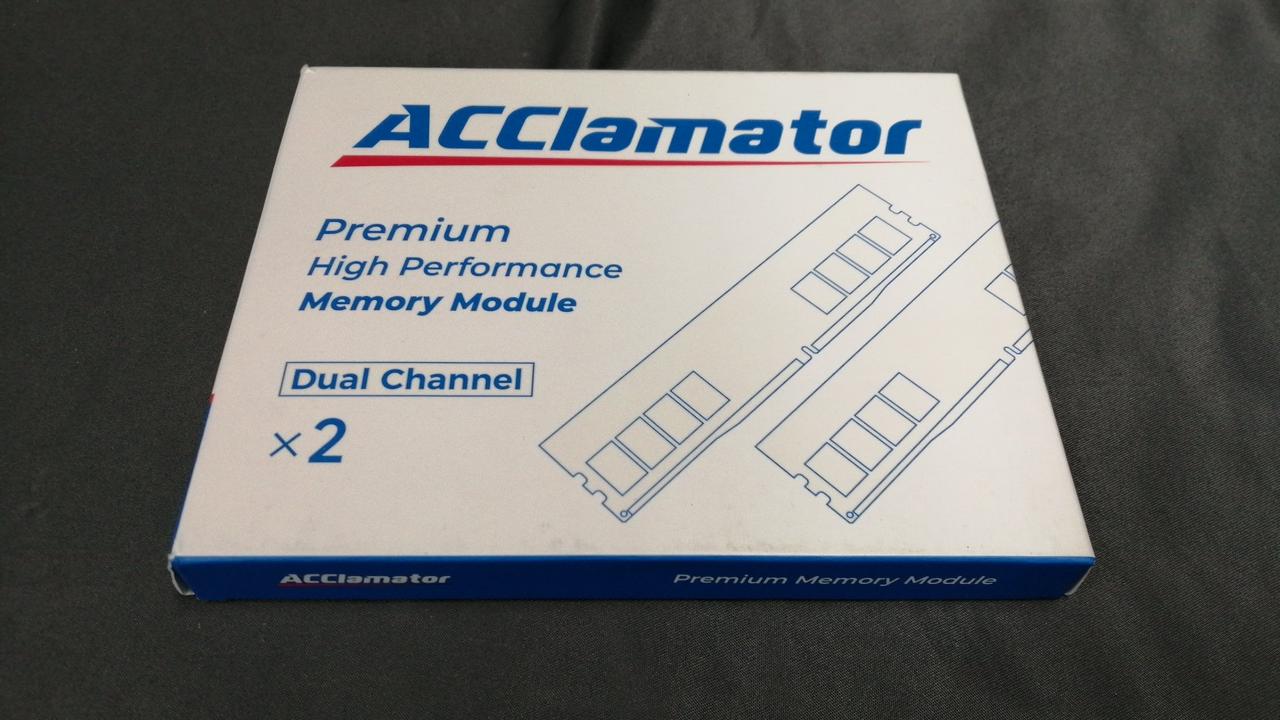 ACClamator
Premium
High Performance
Memory Module
Dual Channel
×2
ACClamator
Premium Memory Module